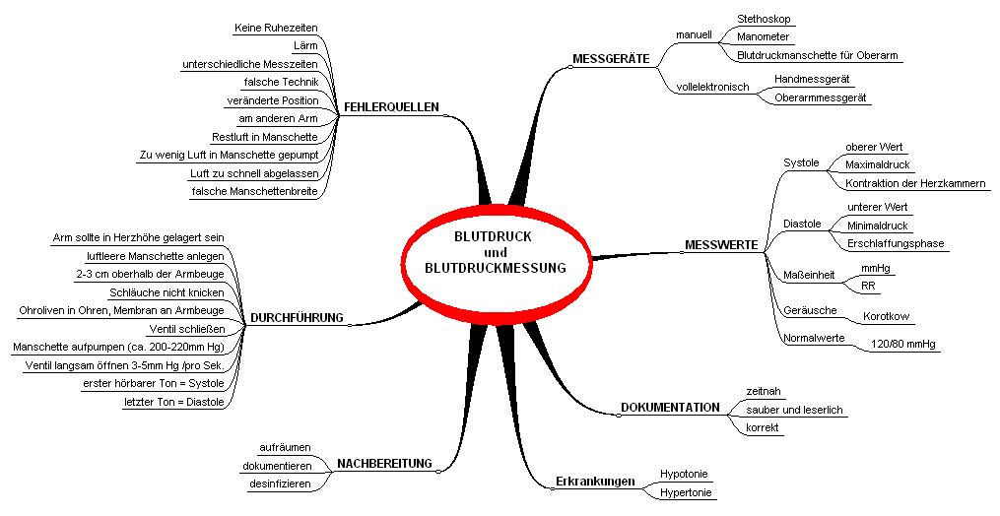 BLUTDRUCK
und
BLUTDRUCKMESSUNG
MESSGERÄTE
manuell
Stethoskop
Manometer
Blutdruckmanschette für Oberarm
vollelektronisch
Handmessgerät
Oberarmmessgerät
MESSWERTE
Systole
oberer Wert
Maximaldruck
Kontraktion der Herzkammern
Diastole
unterer Wert
Minimaldruck
Erschlaffungsphase
Maßeinheit
mmHg
RR
Geräusche
Korotkow
Normalwerte
120/80 mmHg
DOKUMENTATION
zeitnah
sauber und leserlich
korrekt
Erkrankungen
Hypotonie
Hypertonie
FEHLERQUELLEN
Keine Ruhezeiten
Lärm
unterschiedliche Messzeiten
falsche Technik
veränderte Position
am anderen Arm
Restluft in Manschette
Zu wenig Luft in Manschette gepumpt
Luft zu schnell abgelassen
falsche Manschettenbreite
DURCHFÜHRUNG
Arm sollte in Herzhöhe gelagert sein
luftleere Manschette anlegen
2-3 cm oberhalb der Armbeuge
Schläuche nicht knicken
Ohroliven in Ohren, Membran an Armbeuge
Ventil schließen
Manschette aufpumpen (ca. 200-220mm Hg)
Ventil langsam öffnen 3-5mm Hg /pro Sek.
erster hörbarer Ton = Systole
letzter Ton = Diastole
NACHBEREITUNG
aufräumen
dokumentieren
desinfizieren